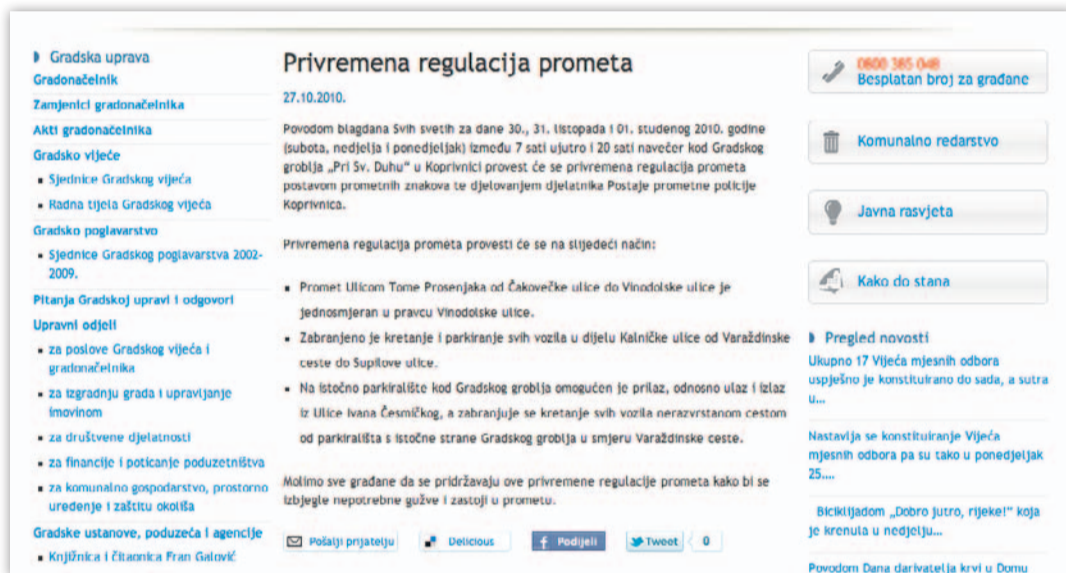 Gradska uprava
Gradonačelnik
Zamjenici gradonačelnika
Akti gradonačelnika
Gradsko vijeće
Sjednice Gradskog vijeća
Radna tijela Gradskog vijeća
Gradsko poglavarstvo
Sjednice Gradskog poglavarstva 2002-
2009.
Pitanja Gradskoj upravi i odgovori
Upravni odjeli
za poslove Gradskog vijeća i
gradonačelnika
za izgradnju grada i upravljanje
imovinom
za društvene djelatnosti
za financije i poticanje poduzetništva
za komunalno gospodarstvo, prostorno
uređenje i zaštitu okoliša
Gradske ustanove, poduzeća i agencije
Knjižnica i čitaonica Fran Galović
Privremena regulacija prometa
27.10.2010.
Povodom blagdana Svih svetih za dane 30., 31. listopada i 01. studenog 2010. godine
(subota, nedjelja i ponedjeljak) između 7 sati ujutro i 20 sati navečer kod Gradskog
groblja „Pri Sv. Duhu“ u Koprivnici provest će se privremena regulacija prometa
postavom prometnih znakova te djelovanjem djelatnika Postaje prometne policije
Koprivnica.
Privremena regulacija prometa provesti će se na slijedeći način:
Promet Ulicom Tome Prosenjaka od Čakovečke ulice do Vinodolske ulice je
jednosmjeran u pravcu Vinodolske ulice.
Zabranjeno je kretanje i parkiranje svih vozila u dijelu Kalničke ulice od Varaždinske
ceste do Supilove ulice.
Na istočno parkiralište kod Gradskog groblja omogućen je prilaz, odnosno ulaz i izlaz
iz Ulice Ivana Česmičkog, a zabranjuje se kretanje svih vozila nerazvrstanom cestom
od parkirališta s istočne strane Gradskog groblja u smjeru Varaždinske ceste.
Molimo sve građane da se pridržavaju ove privremene regulacije prometa kako bi se
izbjegle nepotrebne gužve i zastoji u prometu.
Pošalji prijatelju
Delicious
Podijeli
Tweet 0
0800 385 048
Besplatan broj za građane
Komunalno redarstvo
Javna rasvjeta
Kako do stana
Pregled novosti
Ukupno 17 Vijeća mjesnih odbora
uspješno je konstituirano do sada, a sutra
u...
Nastavlja se konstituiranje Vijeća
mjesnih odbora pa su tako u ponedjeljak
25....
Biciklijadom „Dobro jutro, rijeke!“ koja
je krenula u nedjelju...
Povodom Dana darivatelja krvi u Domu